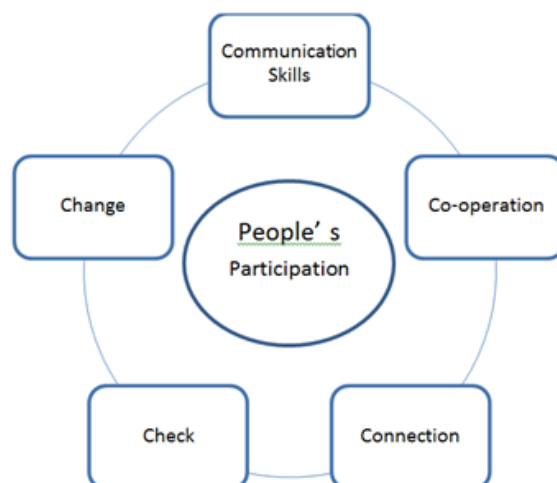 Communication
Skills
Co-operation
Connection
Check
Change
People’ s
Participation